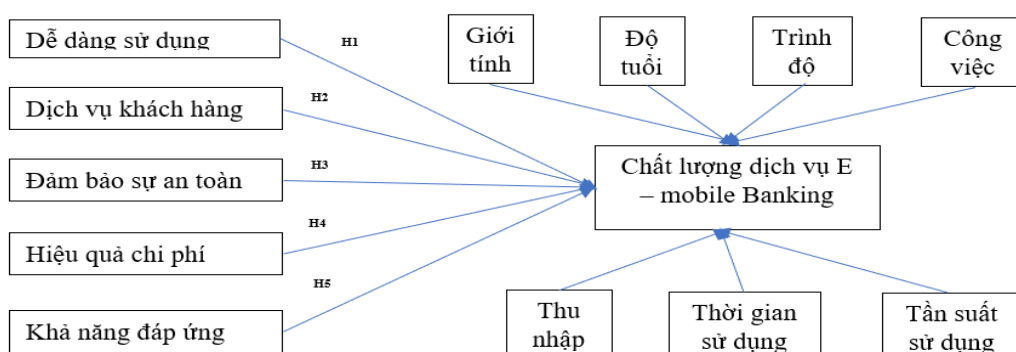 Dễ dàng sử dụng
H1
Giới
tính
Độ
tuổi
Trình
độ
Công
việc
Dịch vụ khách hàng
H2
Đảm bảo sự an toàn
H3
Chất lượng dịch vụ E
– mobile Banking
Hiệu quả chi phí
H4
Khả năng đáp ứng
H5
Thu
nhập
Thời gian
sử dụng
Tần suất
sử dụng